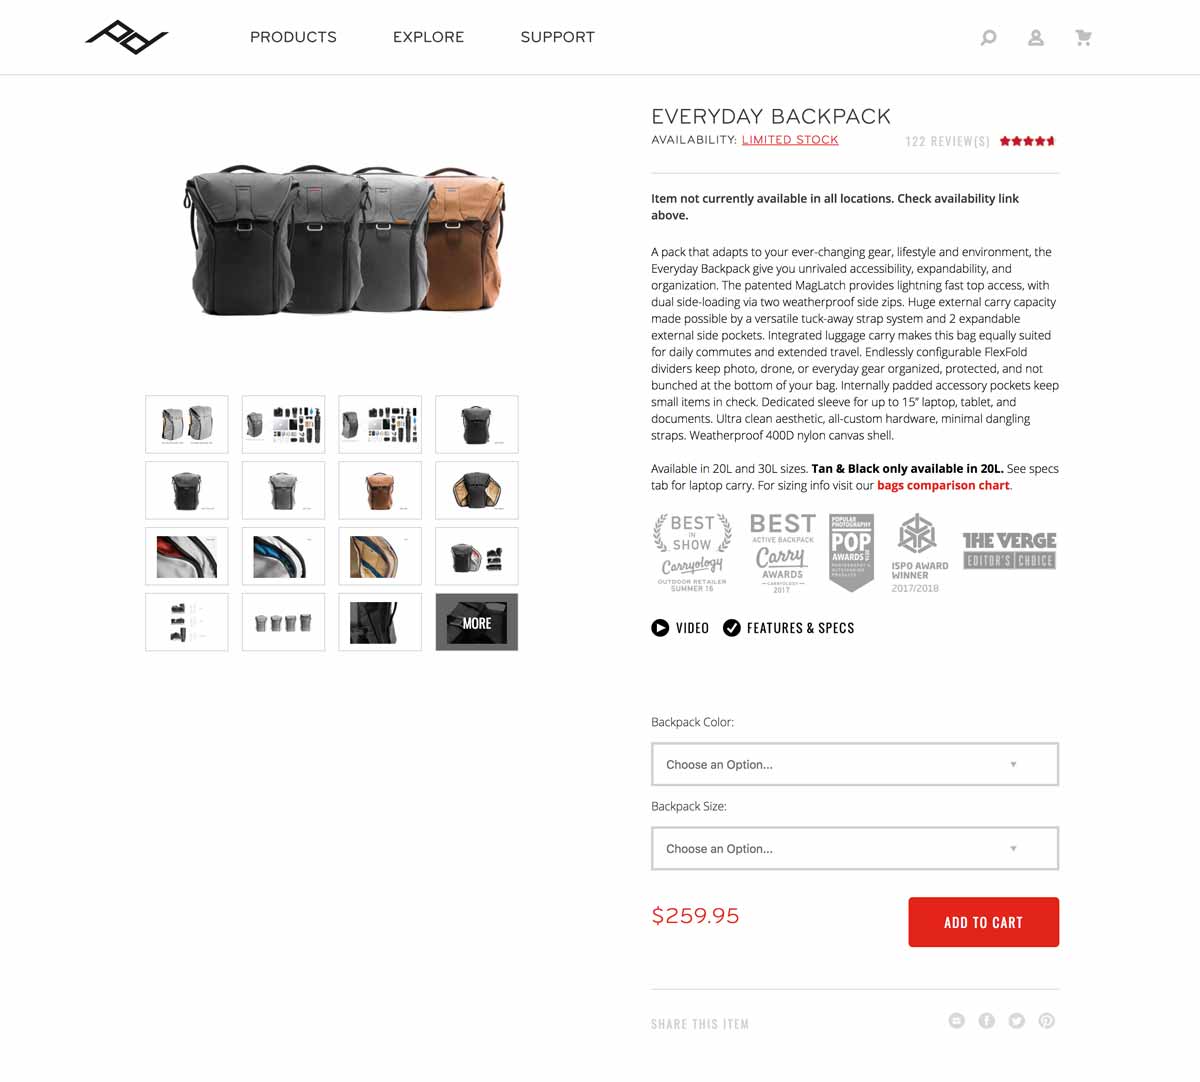 PRODUCTS EXPLORE SUPPORT
EVERYDAY BACKPACK
AVAILABILITY: LIMITED STOCK
122 REVIEW(S)
Item not currently available in all locations. Check availability link
above.
A pack that adapts to your ever-changing gear, lifestyle and environment, the
Everyday Backpack give you unrivaled accessibility, expandability, and
organization. The patented MagLatch provides lightning fast top access, with
dual side-loading via two weatherproof side zips. Huge external carry capacity
made possible by a versatile tuck-away strap system and 2 expandable
external side pockets. Integrated luggage carry makes this bag equally suited
for daily commutes and extended travel. Endlessly configurable FlexFold
dividers keep photo, drone, or everyday gear organized, protected, and not
bunched at the bottom of your bag. Internally padded accessory pockets keep
small items in check. Dedicated sleeve for up to 15” laptop, tablet, and
documents. Ultra clean aesthetic, all-custom hardware, minimal dangling
straps. Weatherproof 400D nylon canvas shell.
Available in 20L and 30L sizes. Tan & Black only available in 20L. See specs
tab for laptop carry. For sizing info visit our bags comparison chart.
BEST
IN
SHOW
Carryology
OUTDOOR RETAILER
SUMMER 16
BEST
ACTIVE BACKPACK
Carry
AWARDS
CARRYOLOGY
2017
POPULAR
PHOTOGRAPHY
POP
AWARDS
ISPO AWARD
WINNER
2017/2018
THE VERGE
EDITOR'S CHOICE
MORE
VIDEO FEATURES & SPECS
Backpack Color:
Choose an Option...
Backpack Size:
Choose an Option...
$259.95
ADD TO CART
SHARE THIS ITEM